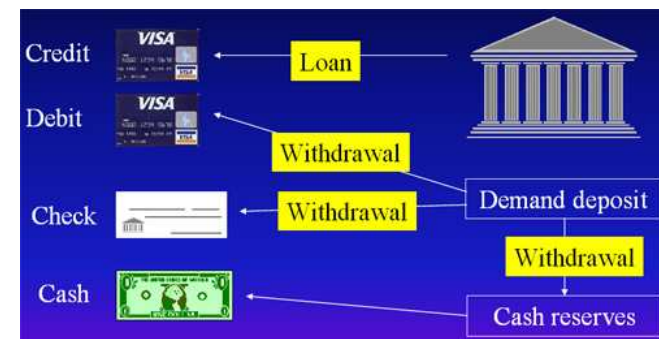 Credit
VISA
Loan
Debit
VISA
Withdrawal
Demand deposit
Check
Withdrawal
Withdrawal
Cash
Cash reserves